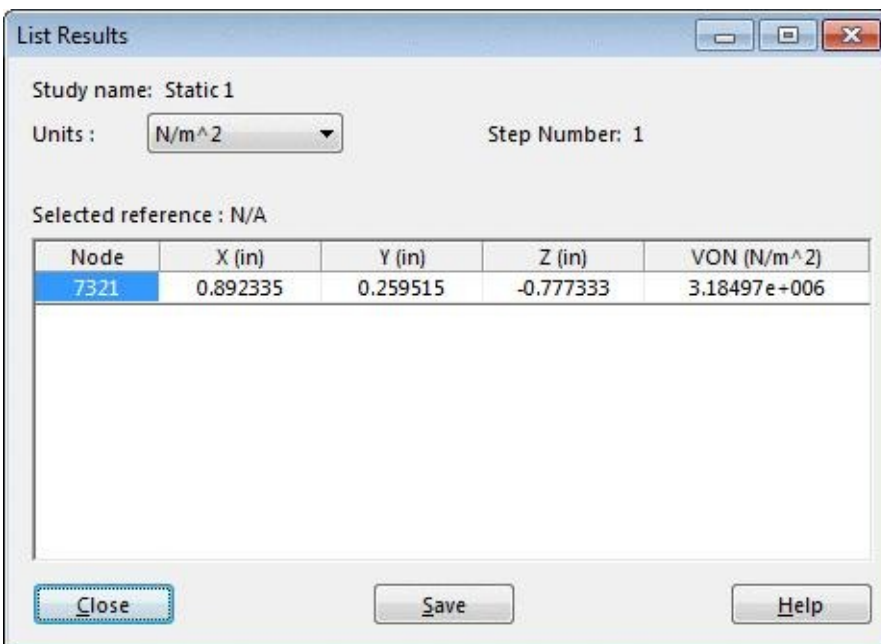 List Results
Study name: Static 1
Units : N/m^2 Step Number: 1
Selected reference : N/A
Node X (in) Y (in) Z (in) VON (N/m^2)
7321 0.892335 0.259515 -0.777333 3.18497e+006
Close Save Help